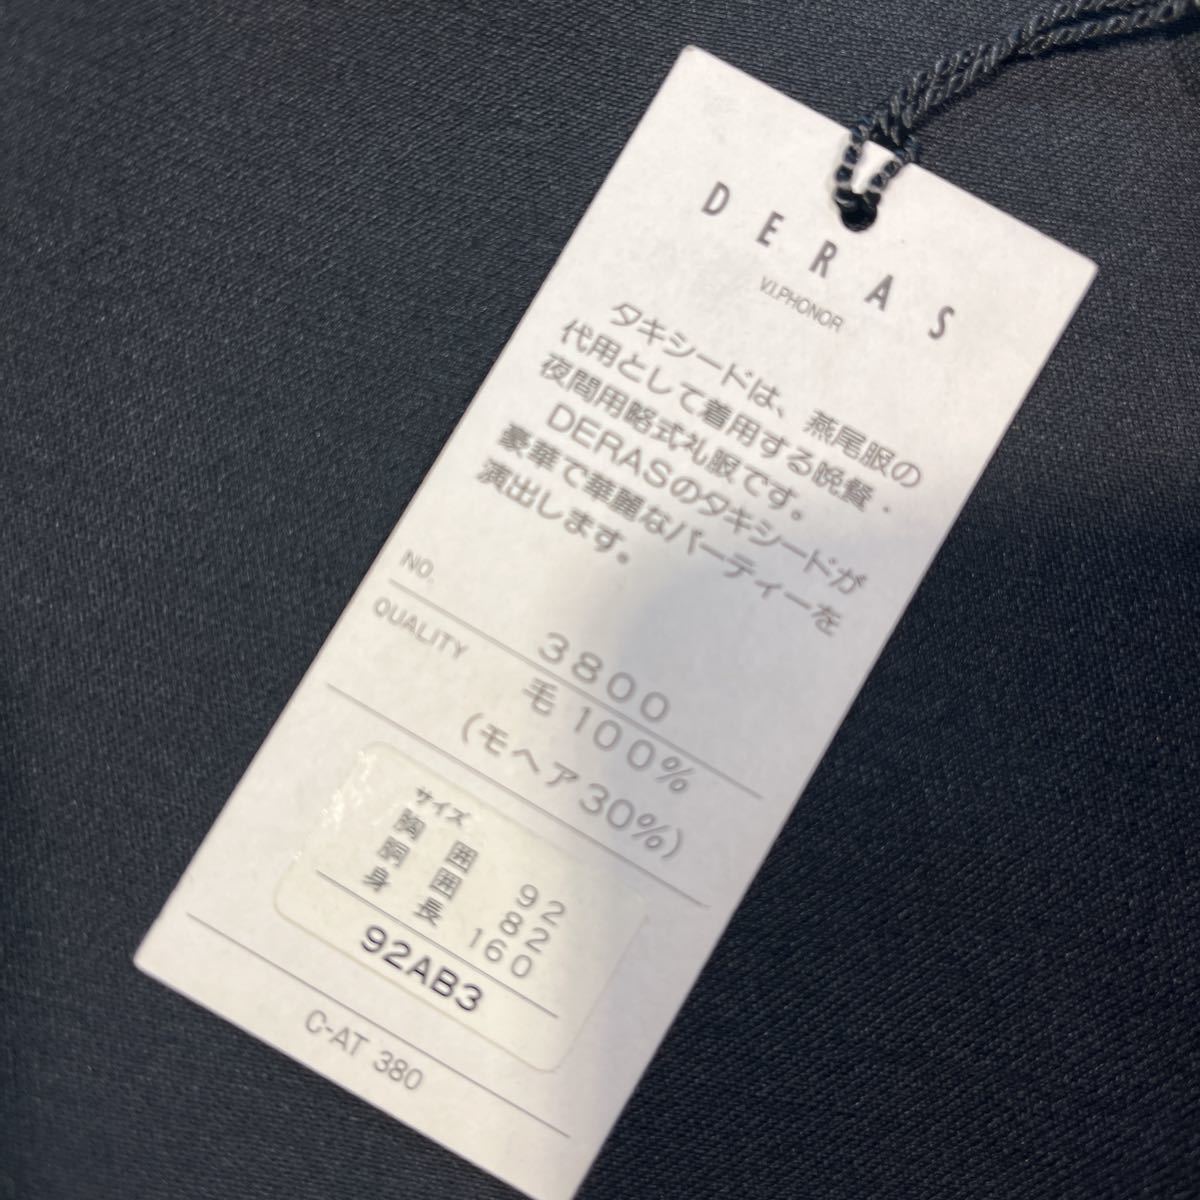 DERAS
V.I.PHONOR
タキシードは、燕尾服の
代用として着用する晩餐・
夜間用略式礼服です。
DERASのタキシードが
豪華で華麗なパーティーを
演出します。
NO. 3800
QUALITY 毛100%
(モヘア30%)
サイズ
胸囲 92
胴囲 82
身長 160
92AB3
C-AT 380